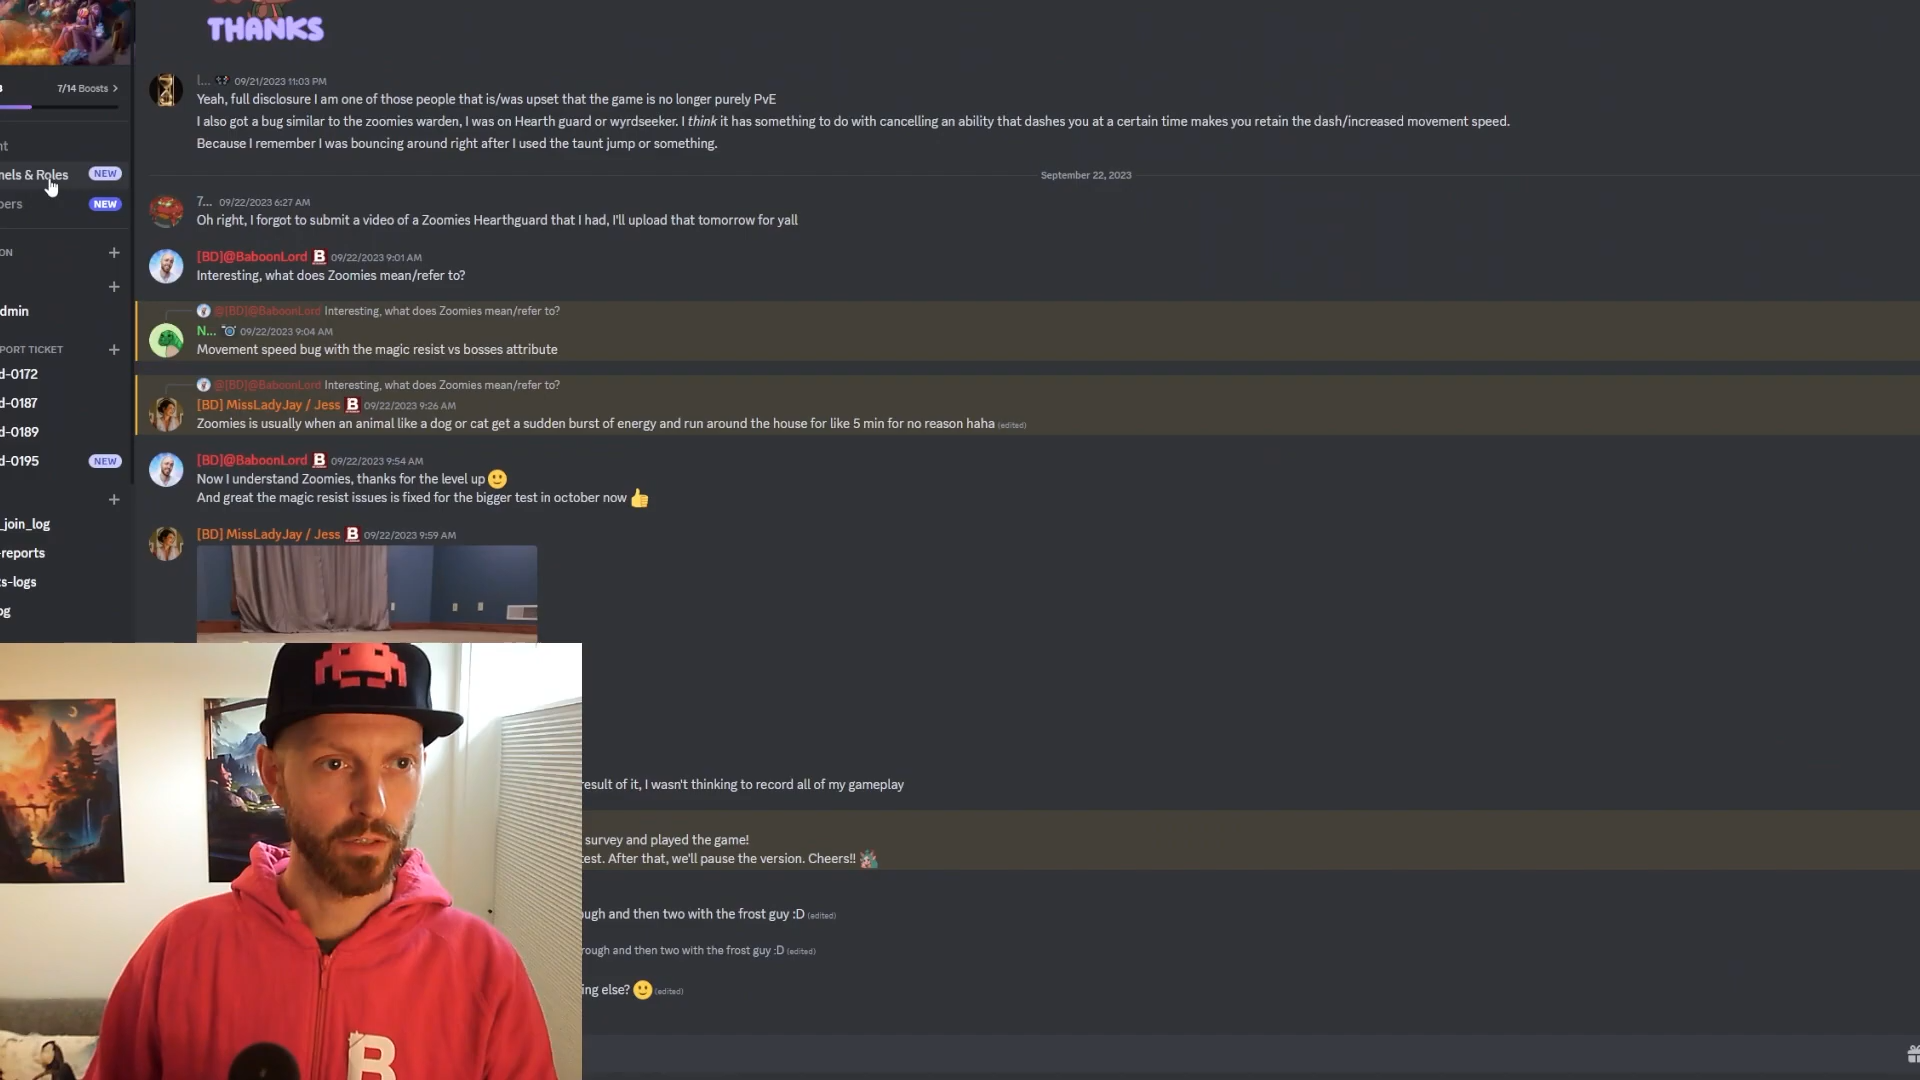 THANKS
7/14 Boosts
09/21/2023 11:03 PM
Yeah, full disclosure I am one of those people that is/was upset that the game is no longer purely PvE
I also got a bug similar to the zoomies warden, I was on Hearth guard or wyrdseeker. I think it has something to do with cancelling an ability that dashes you at a certain time makes you retain the dash/increased movement speed.
Because I remember I was bouncing around right after I used the taunt jump or something.
nels & Roles NEW
September 22, 2023
bers NEW
7... 09/22/2023 6:27 AM
Oh right, I forgot to submit a video of a Zoomies Hearthguard that I had, I'll upload that tomorrow for yall
ON
[BD]@BaboonLord B 09/22/2023 9:01 AM
Interesting, what does Zoomies mean/refer to?
dmin
@[BD]@BaboonLord Interesting, what does Zoomies mean/refer to?
N... 09/22/2023 9:04 AM
Movement speed bug with the magic resist vs bosses attribute
PORT TICKET
d-0172
@[BD]@BaboonLord Interesting, what does Zoomies mean/refer to?
d-0187
[BD] MissLadyJay / Jess B 09/22/2023 9:26 AM
Zoomies is usually when an animal like a dog or cat get a sudden burst of energy and run around the house for like 5 min for no reason haha (edited)
d-0189
d-0195 NEW
[BD]@BaboonLord B 09/22/2023 9:54 AM
Now I understand Zoomies, thanks for the level up
And great the magic resist issues is fixed for the bigger test in october now
_join_log
[BD] MissLadyJay / Jess B 09/22/2023 9:59 AM
-reports
s-logs
og
result of it, I wasn't thinking to record all of my gameplay
survey and played the game!
test. After that, we'll pause the version. Cheers!!
ough and then two with the frost guy :D (edited)
rough and then two with the frost guy :D (edited)
ing else? (edited)
B